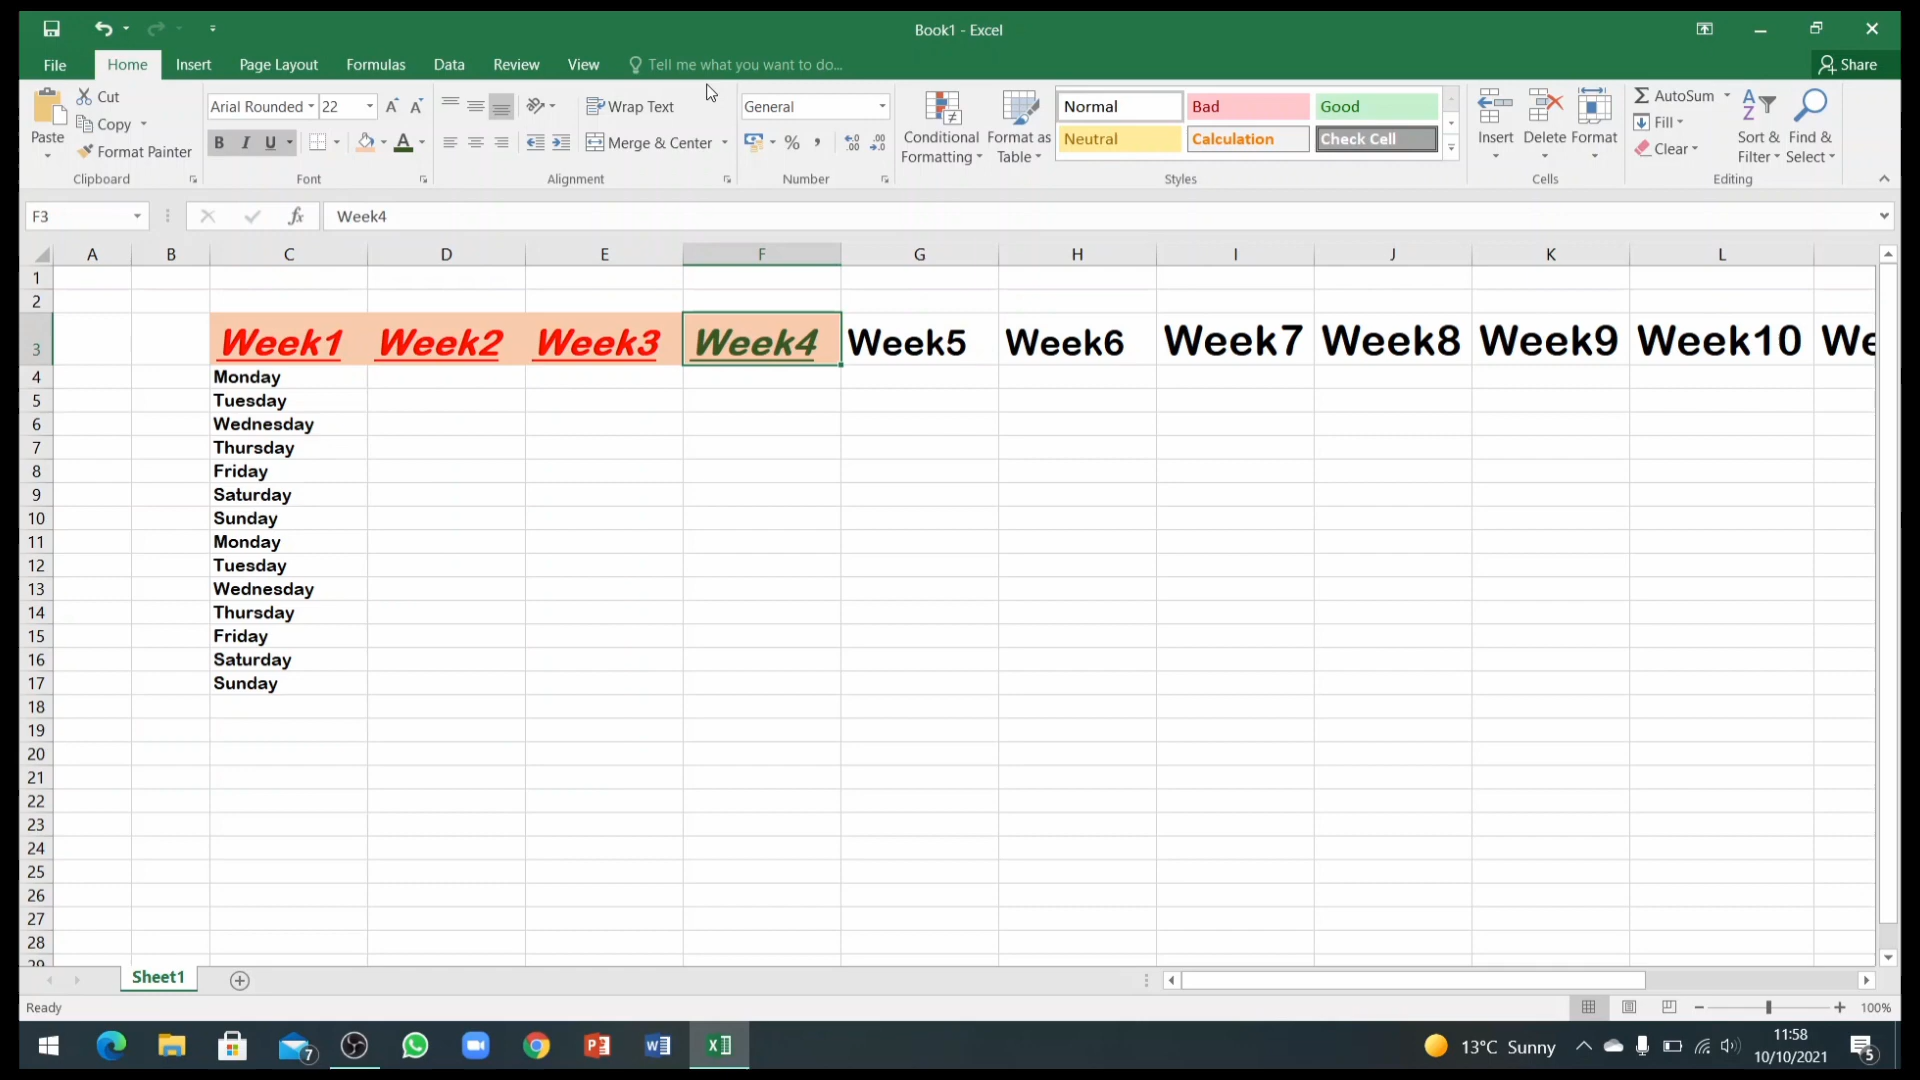 Book1 - Excel
File Home Insert Page Layout Formulas Data Review View Tell me what you want to do... Share
Paste Cut Copy Format Painter
Clipboard
Arial Rounded 22
B I U A
Font
Wrap Text
Merge & Center
Alignment
General
% ,
Number
Conditional Formatting
Format as Table
Normal Bad Good
Neutral Calculation Check Cell
Styles
Insert Delete Format
Cells
AutoSum
Fill
Clear
Sort & Filter
Find & Select
Editing
F3 fx Week4
A B C D E F G H I J K L
1
2
3 Week1 Week2 Week3 Week4 Week5 Week6 Week7 Week8 Week9 Week10 We
4 Monday
5 Tuesday
6 Wednesday
7 Thursday
8 Friday
9 Saturday
10 Sunday
11 Monday
12 Tuesday
13 Wednesday
14 Thursday
15 Friday
16 Saturday
17 Sunday
18
19
20
21
22
23
24
25
26
27
28
29
Sheet1
Ready 100%
7 13°C Sunny 11:58
10/10/2021 5